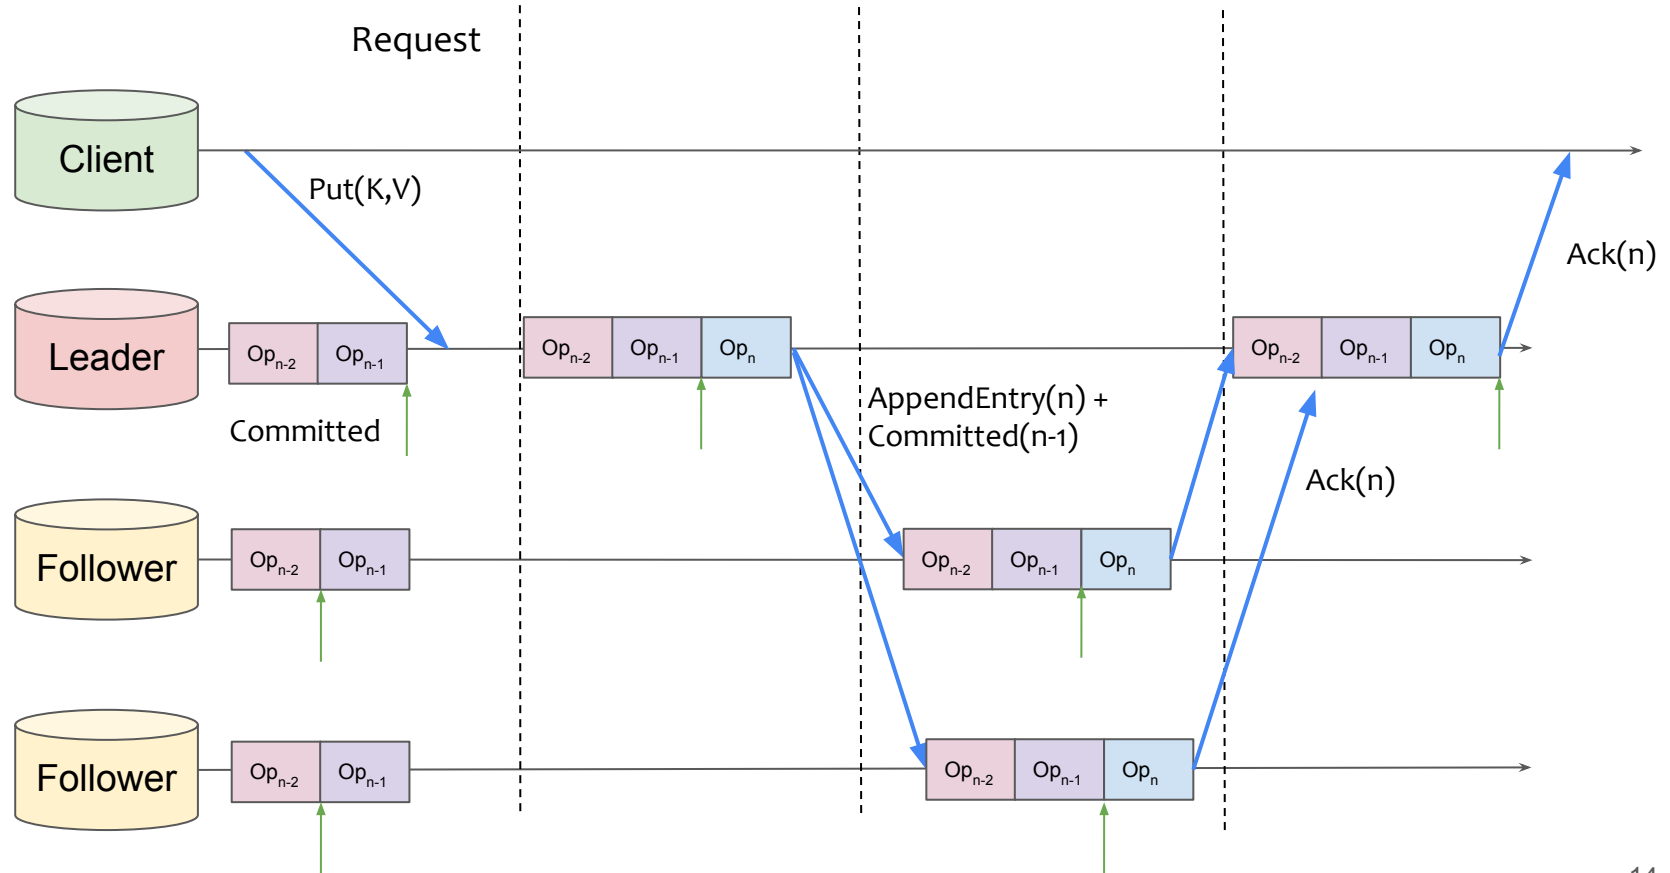 Request
Client
Put(K,V)
Ack(n)
Leader
Opn-2
Opn-1
Opn-2
Opn-1
Opn
Opn-2
Opn-1
Opn
AppendEntry(n) +
Committed(n-1)
Committed
Ack(n)
Follower
Opn-2
Opn-1
Opn-2
Opn-1
Opn
Follower
Opn-2
Opn-1
Opn-2
Opn-1
Opn